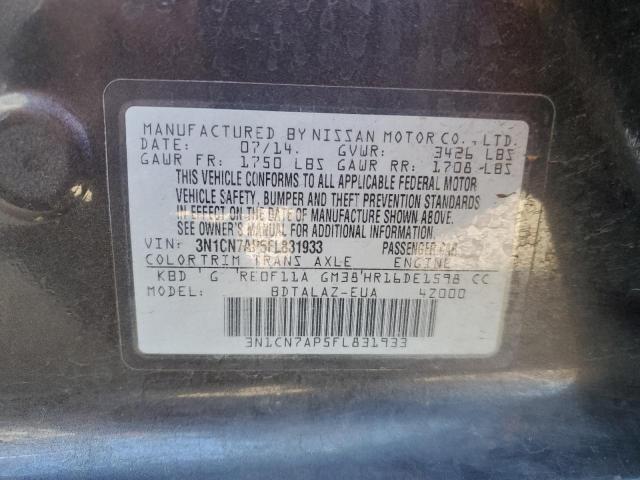 MANUFACTURED BY NISSAN MOTOR CO., LTD.
DATE: 07/14. GVWR: 3426 LBS
GAWR FR: 1750 LBS GAWR RR: 1708 LBS
THIS VEHICLE CONFORMS TO ALL APPLICABLE FEDERAL MOTOR
VEHICLE SAFETY, BUMPER AND THEFT PREVENTION STANDARDS
IN EFFECT ON THE DATE OF MANUFACTURE SHOWN ABOVE.
SEE OWNER'S MANUAL FOR ADDITIONAL INFORMATION.
VIN: 3N1CN7AP5FL831933 PASSENGER CAR
COLOR TRIM TRANS AXLE ENGINE
KBD G RE0F11A GM38 HR16DE1598 CC
MODEL: BDTALAZ-EUA 4Z000
3N1CN7AP5FL831933